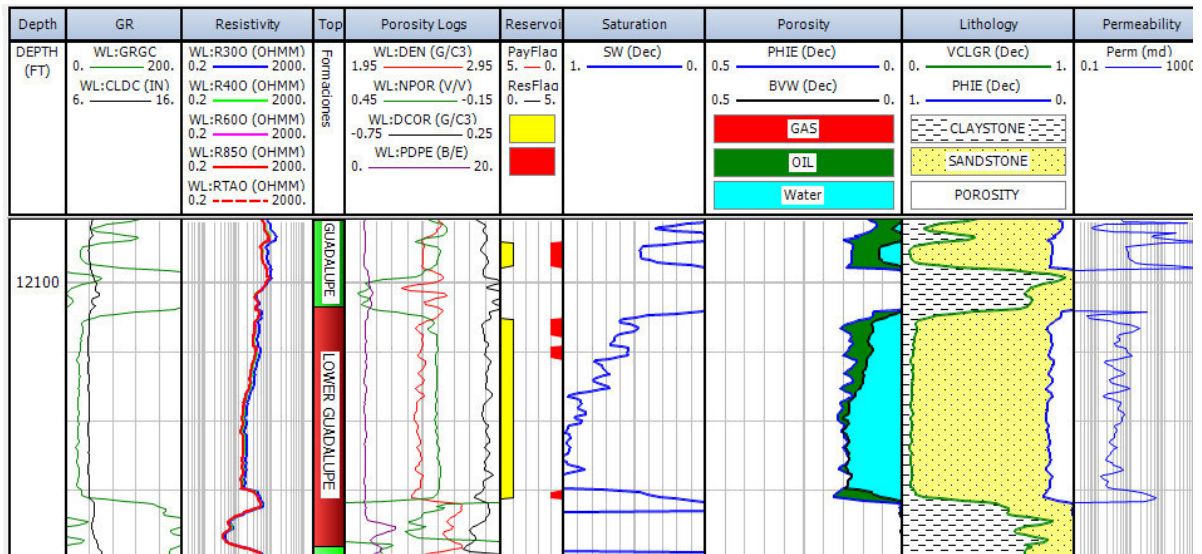 Depth GR Resistivity Top Porosity Logs Reservoi Saturation Porosity Lithology Permeability
DEPTH (FT)
WL:GRGC
0. 200.
WL:CLDC (IN)
6. 16.
WL:R30O (OHMM)
0.2 2000.
WL:R40O (OHMM)
0.2 2000.
WL:R60O (OHMM)
0.2 2000.
WL:R85O (OHMM)
0.2 2000.
WL:RTAO (OHMM)
0.2 2000.
Formaciones
WL:DEN (G/C3)
1.95 2.95
WL:NPOR (V/V)
0.45 -0.15
WL:DCOR (G/C3)
-0.75 0.25
WL:PDPE (B/E)
0. 20.
PayFlag
5. 0.
ResFlag
0. 5.
SW (Dec)
1. 0.
PHIE (Dec)
0.5 0.
BVW (Dec)
0.5 0.
GAS
OIL
Water
VCLGR (Dec)
0. 1.
PHIE (Dec)
1. 0.
CLAYSTONE
SANDSTONE
POROSITY
Perm (md)
0.1 1000
12100
GUADALUPE
LOWER GUADALUPE